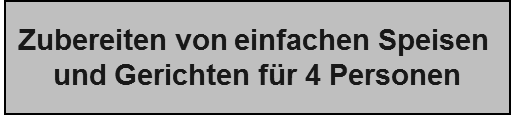 Zubereiten von einfachen Speisen
und Gerichten für 4 Personen